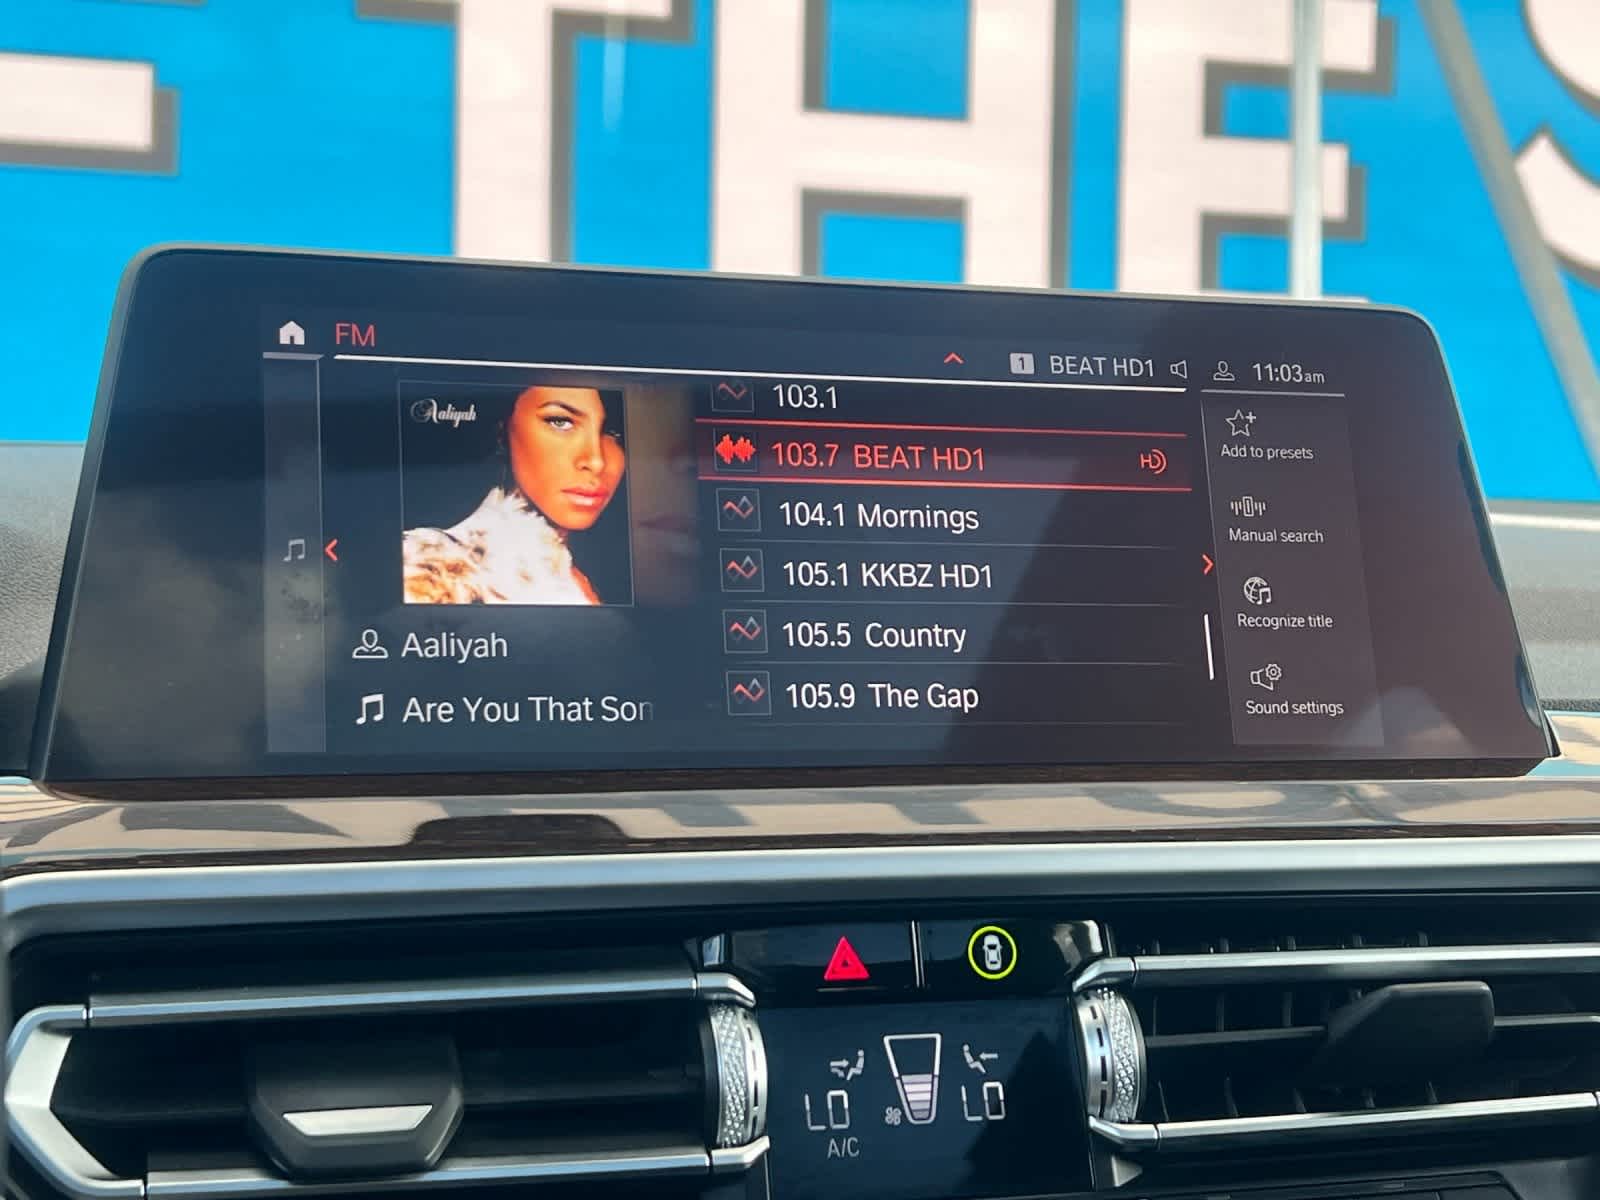 THE S
FM
1 BEAT HD1
11:03am
Aaliyah
103.1
103.7 BEAT HD1
HD
104.1 Mornings
105.1 KKBZ HD1
105.5 Country
105.9 The Gap
Aaliyah
Are You That Son
Add to presets
Manual search
Recognize title
Sound settings
LO
LO
A/C